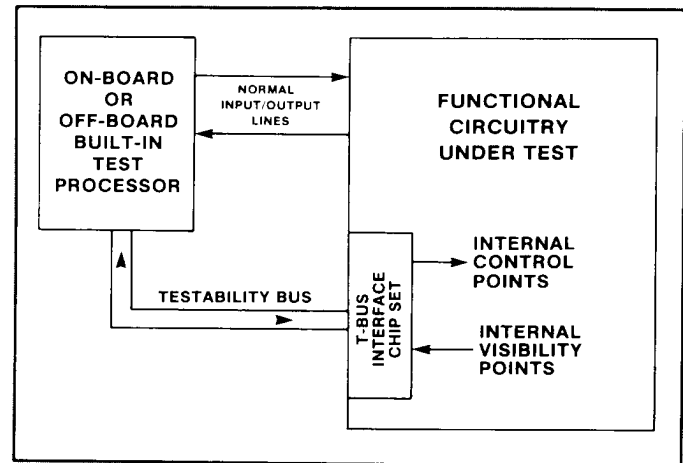 ON-BOARD
OR
OFF-BOARD
BUILT-IN
TEST
PROCESSOR
NORMAL
INPUT/OUTPUT
LINES
FUNCTIONAL
CIRCUITRY
UNDER TEST
TESTABILITY BUS
T-BUS
INTERFACE
CHIP SET
INTERNAL
CONTROL
POINTS
INTERNAL
VISIBILITY
POINTS